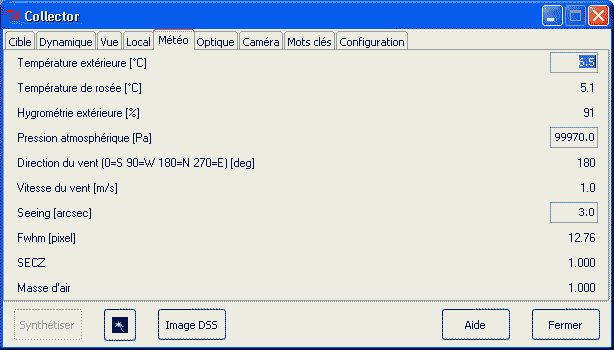 Collector
Cible Dynamique Vue Local Météo Optique Caméra Mots clés Configuration
Température extérieure [°C] 6.5
Température de rosée [°C] 5.1
Hygrométrie extérieure [%] 91
Pression atmosphérique [Pa] 99970.0
Direction du vent (0=S 90=W 180=N 270=E) [deg] 180
Vitesse du vent [m/s] 1.0
Seeing [arcsec] 3.0
Fwhm [pixel] 12.76
SECZ 1.000
Masse d'air 1.000
Synthétiser Image DSS Aide Fermer